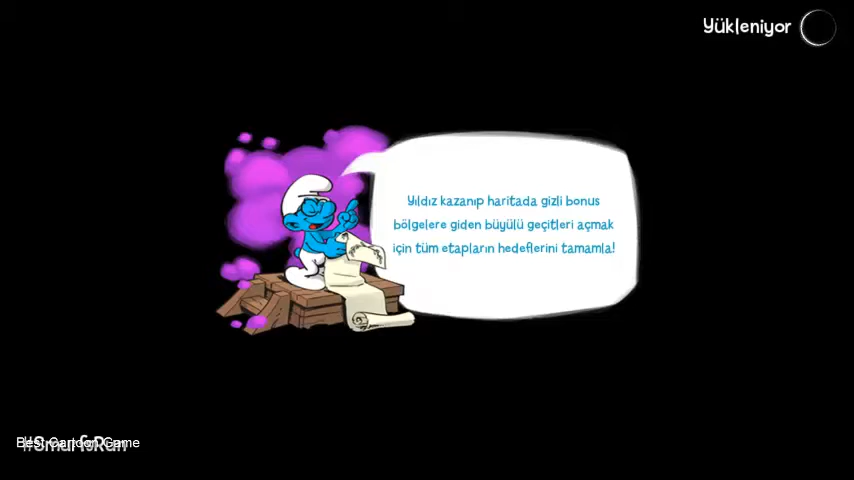 Yükleniyor
Yıldız kazanıp haritada gizli bonus
bölgelere giden büyülü geçitleri açmak
için tüm etapların hedeflerini tamamla!
#SmurfsRun
Best Cartoon Game